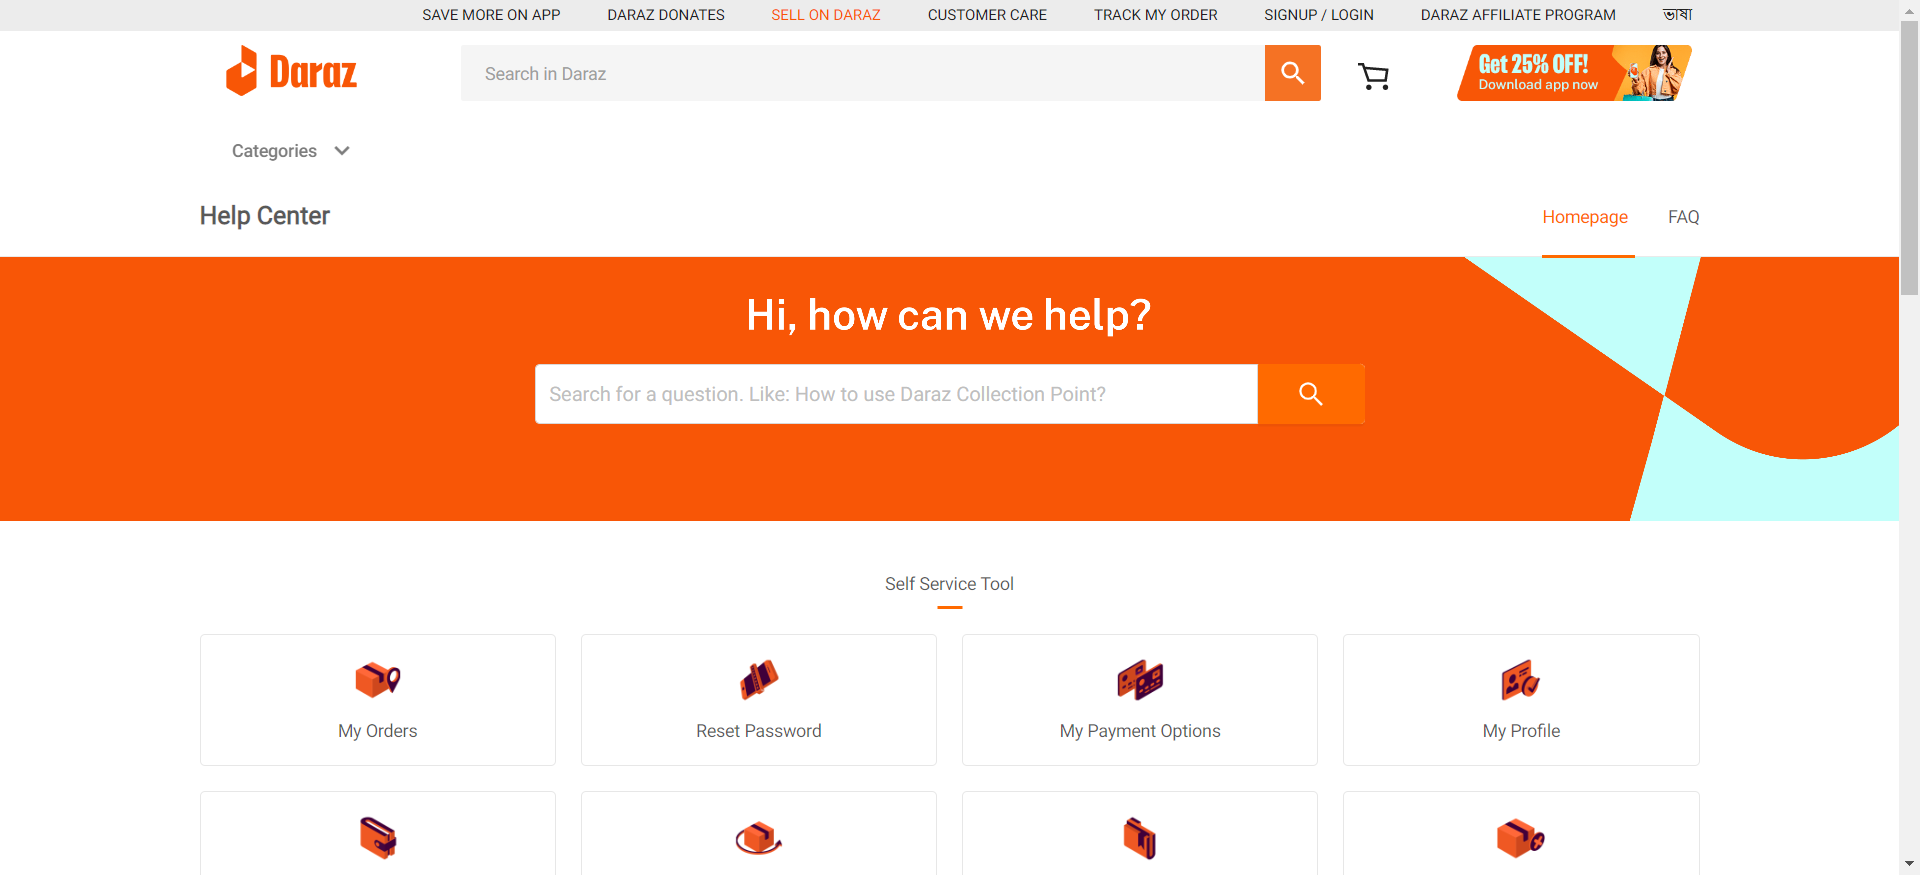 SAVE MORE ON APP DARAZ DONATES SELL ON DARAZ CUSTOMER CARE TRACK MY ORDER SIGNUP / LOGIN DARAZ AFFILIATE PROGRAM ভাষা
Daraz
Search in Daraz
Get 25% OFF!
Download app now
Categories
Help Center
Homepage FAQ
Hi, how can we help?
Search for a question. Like: How to use Daraz Collection Point?
Self Service Tool
My Orders Reset Password My Payment Options My Profile